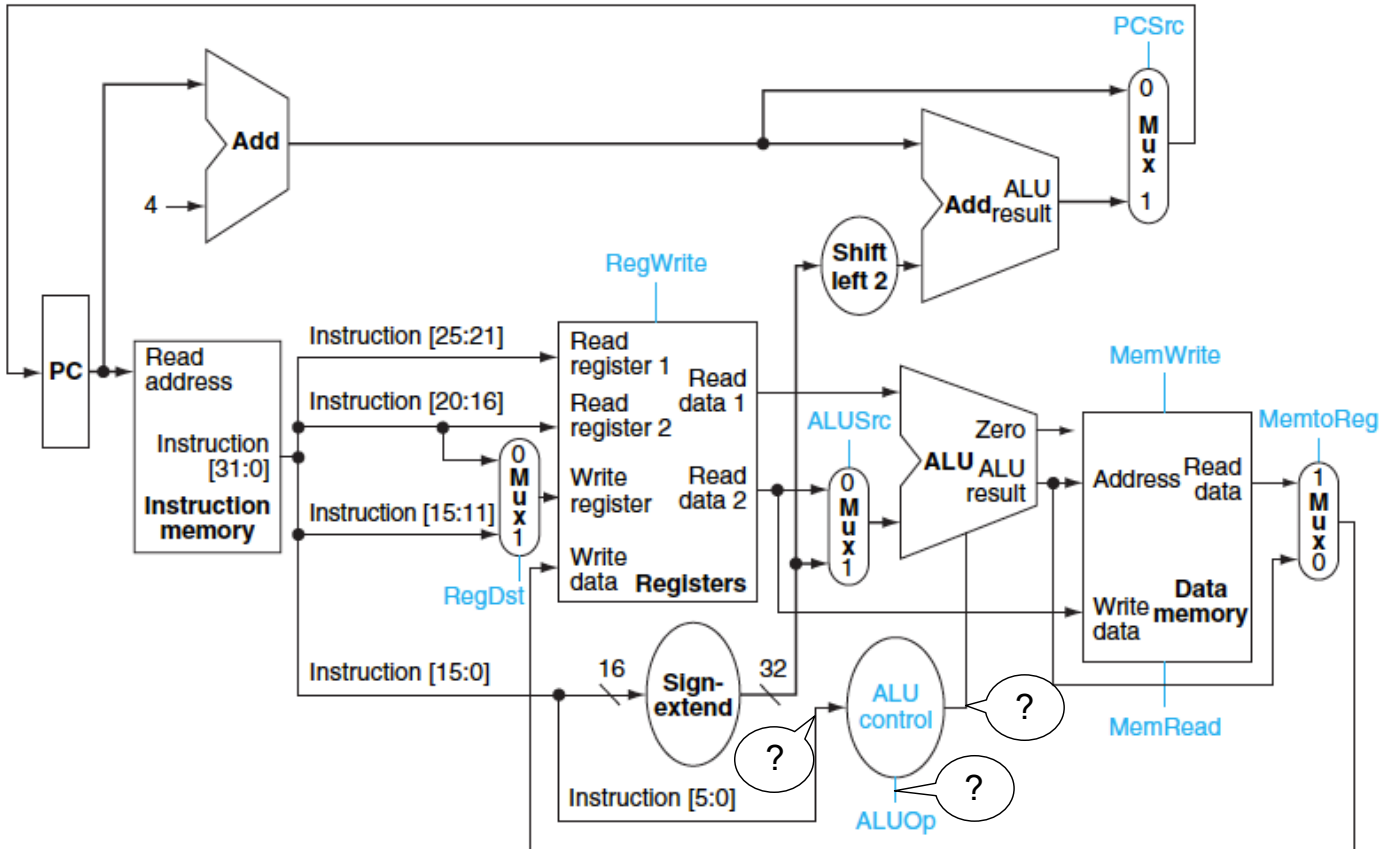 PCSrc
0
M
u
x
1
Add
4
Add
ALU
result
Shift
left 2
RegWrite
PC
Read
address
Instruction
[31:0]
Instruction
memory
Instruction [25:21]
Instruction [20:16]
Instruction [15:11]
0
M
u
x
1
RegDst
Read
register 1
Read
register 2
Write
register
Write
data
Read
data 1
Read
data 2
Registers
ALUSrc
0
M
u
x
1
Zero
ALU
ALU
result
MemWrite
Address
Read
data
Write
data
Data
memory
MemRead
MemtoReg
1
M
u
x
0
Instruction [15:0]
16
Sign-
extend
32
ALU
control
?
?
?
Instruction [5:0]
ALUOp